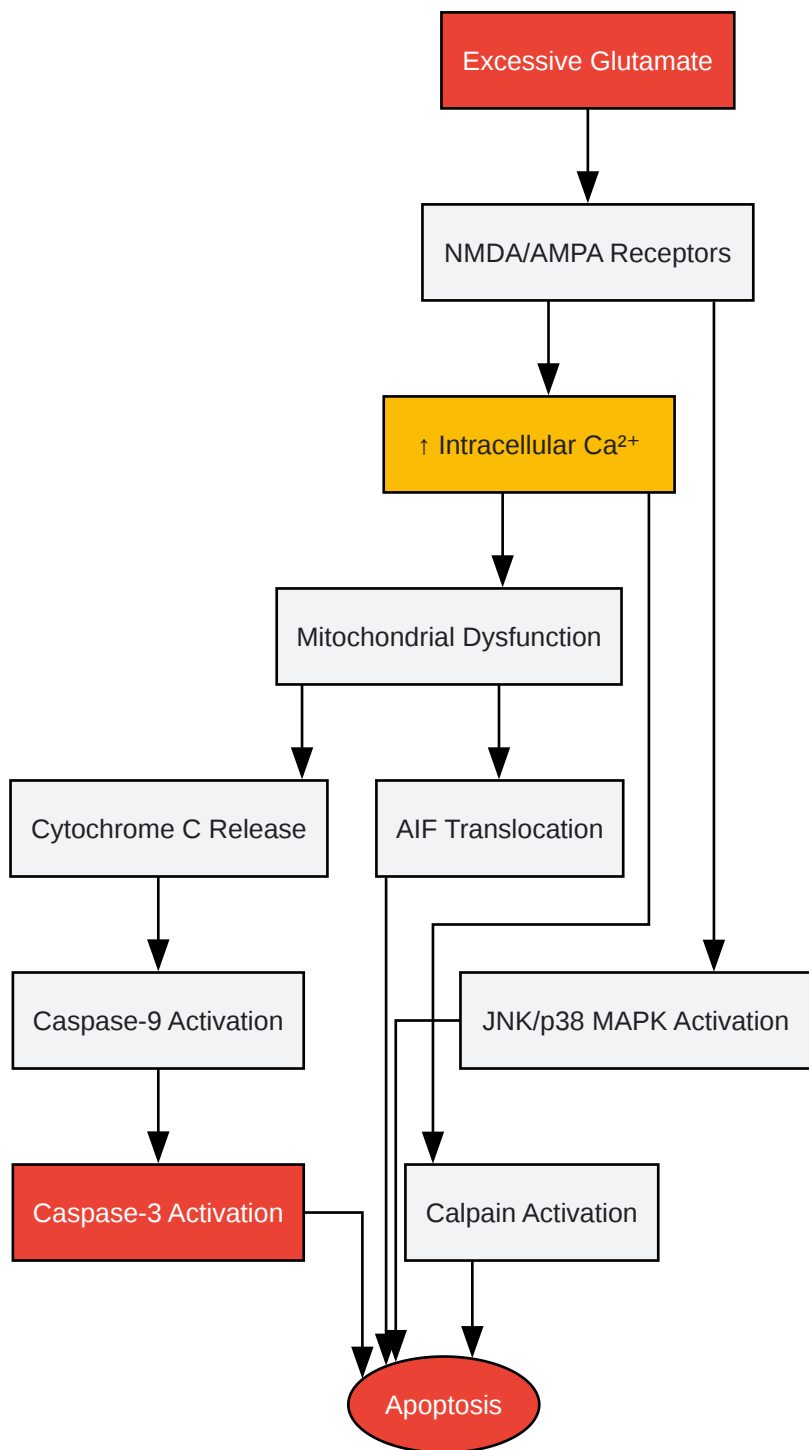 Excessive Glutamate
NMDA/AMPA Receptors
↑ Intracellular Ca²⁺
Mitochondrial Dysfunction
Cytochrome C Release
AIF Translocation
Caspase-9 Activation
JNK/p38 MAPK Activation
Caspase-3 Activation
Calpain Activation
Apoptosis